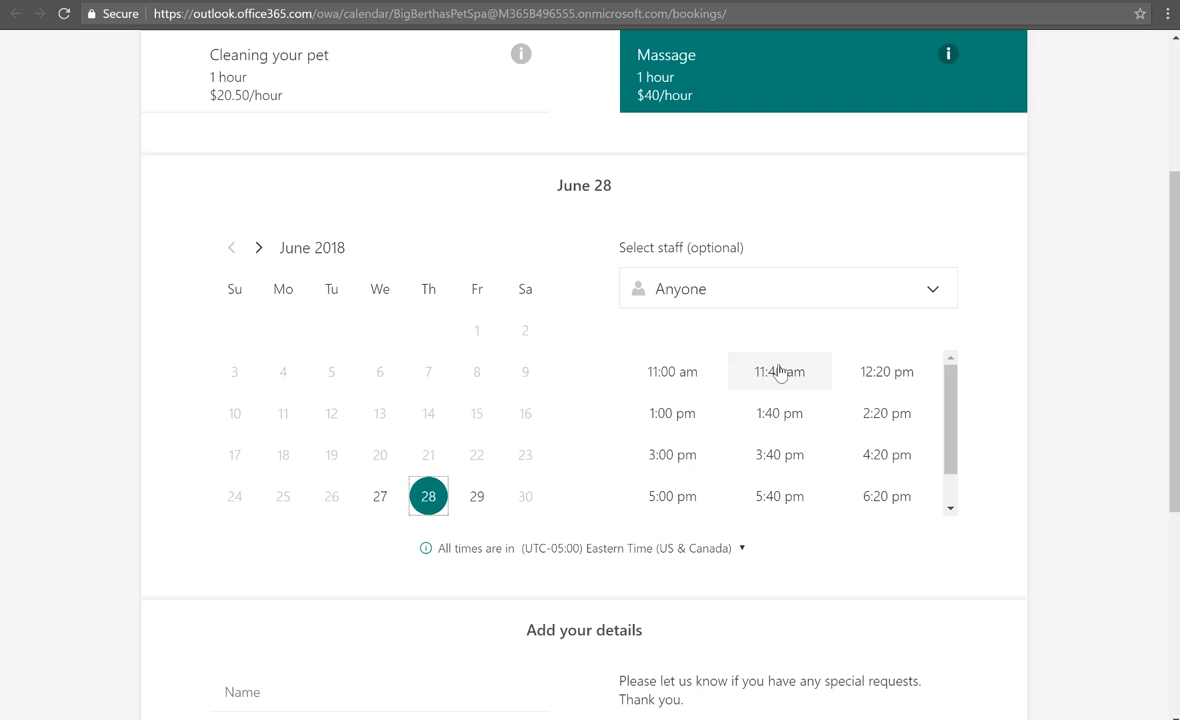 Secure
https://outlook.office365.com/owa/calendar/BigBerthasPetSpa@M365B496555.onmicrosoft.com/bookings/
Cleaning your pet
1 hour
$20.50/hour
Massage
1 hour
$40/hour
June 28
June 2018
Su Mo Tu We Th Fr Sa
1 2
3 4 5 6 7 8 9
10 11 12 13 14 15 16
17 18 19 20 21 22 23
24 25 26 27 28 29 30
Select staff (optional)
Anyone
11:00 am 11:40 am 12:20 pm
1:00 pm 1:40 pm 2:20 pm
3:00 pm 3:40 pm 4:20 pm
5:00 pm 5:40 pm 6:20 pm
All times are in (UTC-05:00) Eastern Time (US & Canada)
Add your details
Name
Please let us know if you have any special requests.
Thank you.